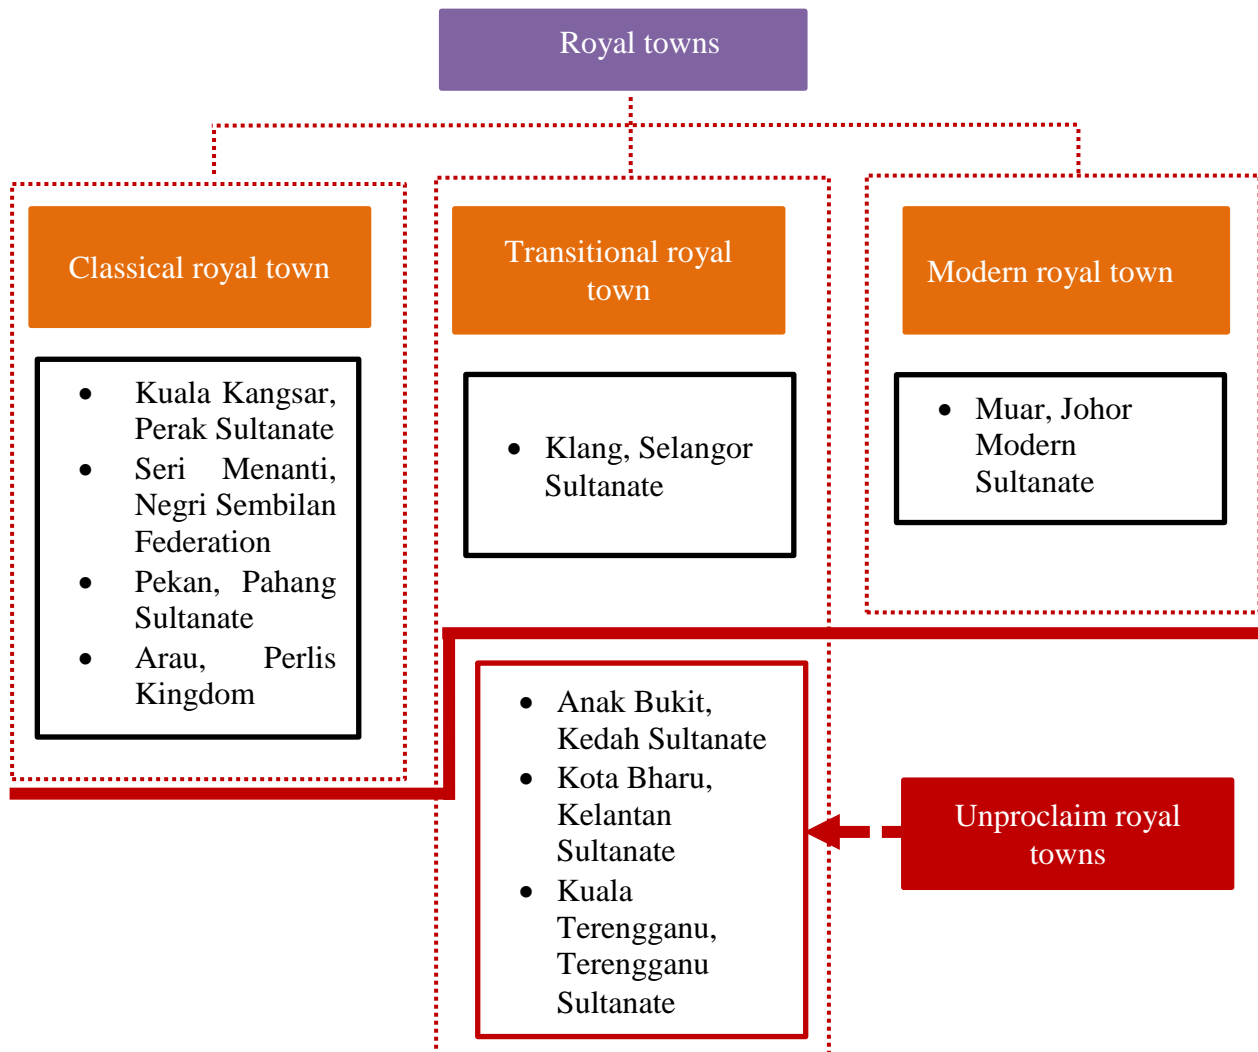 Royal towns
Classical royal town
Transitional royal
town
Modern royal town
• Kuala Kangsar,
Perak Sultanate
• Seri Menanti,
Negri Sembilan
Federation
• Pekan, Pahang
Sultanate
• Arau, Perlis
Kingdom
• Klang, Selangor
Sultanate
• Muar, Johor
Modern
Sultanate
• Anak Bukit,
Kedah Sultanate
• Kota Bharu,
Kelantan
Sultanate
• Kuala
Terengganu,
Terengganu
Sultanate
Unproclaim royal
towns